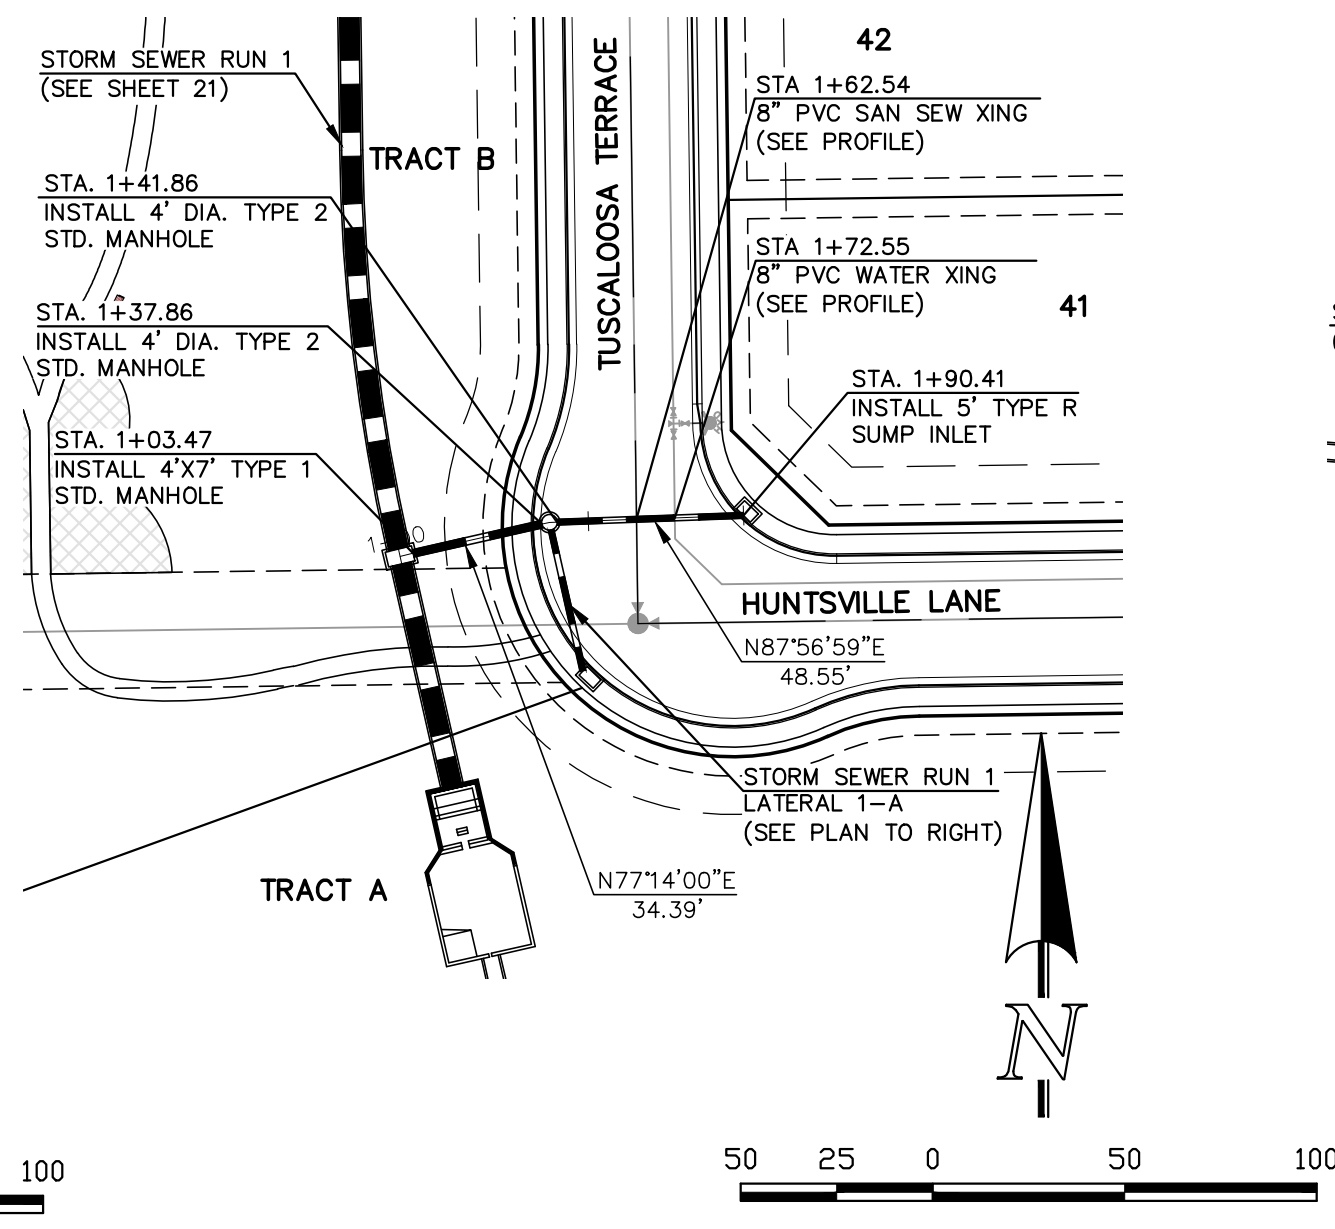 STORM SEWER RUN 1
(SEE SHEET 21)
TRACT B
STA. 1+41.86
INSTALL 4' DIA. TYPE 2
STD. MANHOLE
STA. 1+37.86
INSTALL 4' DIA. TYPE 2
STD. MANHOLE
STA. 1+03.47
INSTALL 4'X7' TYPE 1
STD. MANHOLE
TUSCALOOSA TERRACE
42
STA 1+62.54
8" PVC SAN SEW XING
(SEE PROFILE)
STA 1+72.55
8" PVC WATER XING
(SEE PROFILE)
41
STA. 1+90.41
INSTALL 5' TYPE R
SUMP INLET
HUNTSVILLE LANE
N87°56'59"E
48.55'
STORM SEWER RUN 1
LATERAL 1-A
(SEE PLAN TO RIGHT)
N77°14'00"E
34.39'
TRACT A
N
100
50 25 0 50 100